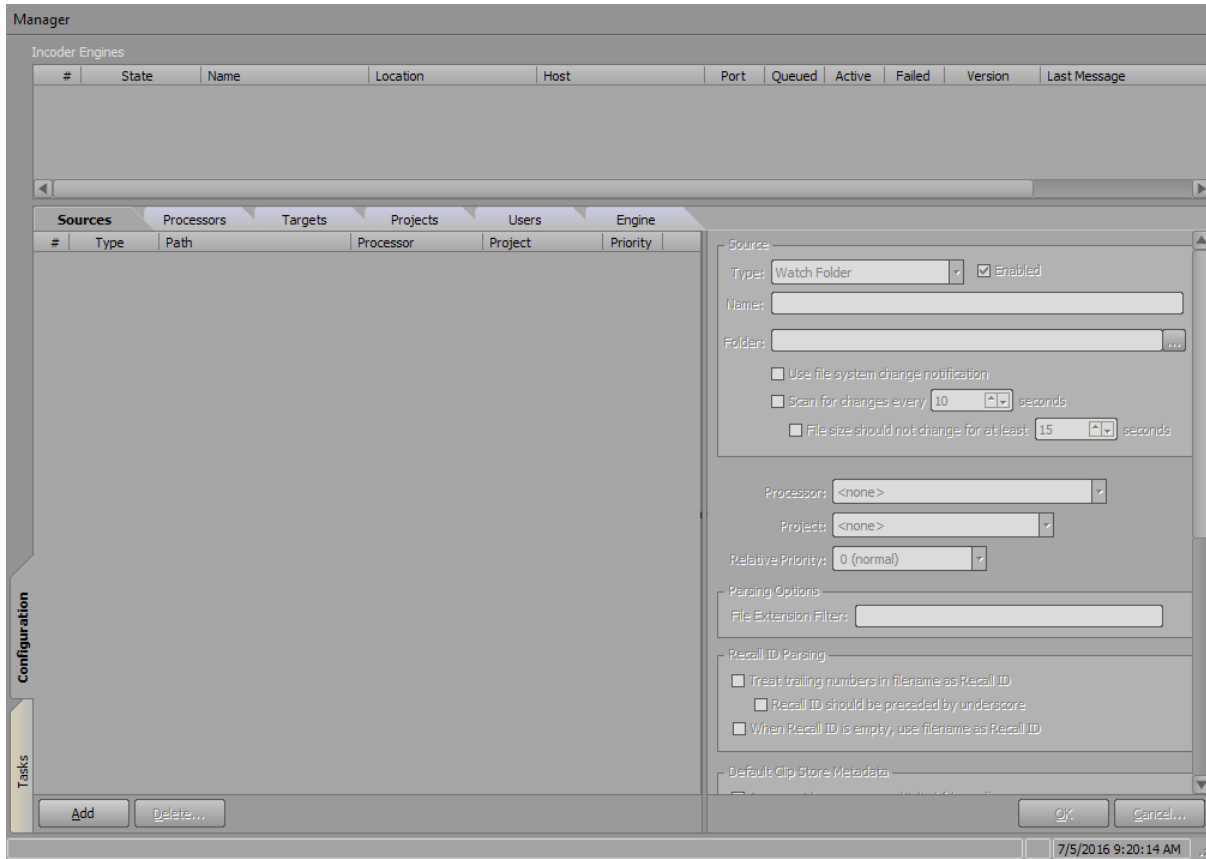 Manager
Incoder Engines
# State Name Location Host Port Queued Active Failed Version Last Message
Sources Processors Targets Projects Users Engine
# Type Path Processor Project Priority
Source
Type: Watch Folder Enabled
Name:
Folder: ...
Use file system change notification
Scan for changes every 10 seconds
File size should not change for at least 15 seconds
Processor: <none>
Project: <none>
Relative Priority: 0 (normal)
Parsing Options
File Extension Filter:
Recall ID Parsing
Treat trailing numbers in filename as Recall ID
Recall ID should be preceded by underscore
When Recall ID is empty, use filename as Recall ID
Default Clip Store Metadata
Configuration
Tasks
Add Delete... OK Cancel...
7/5/2016 9:20:14 AM